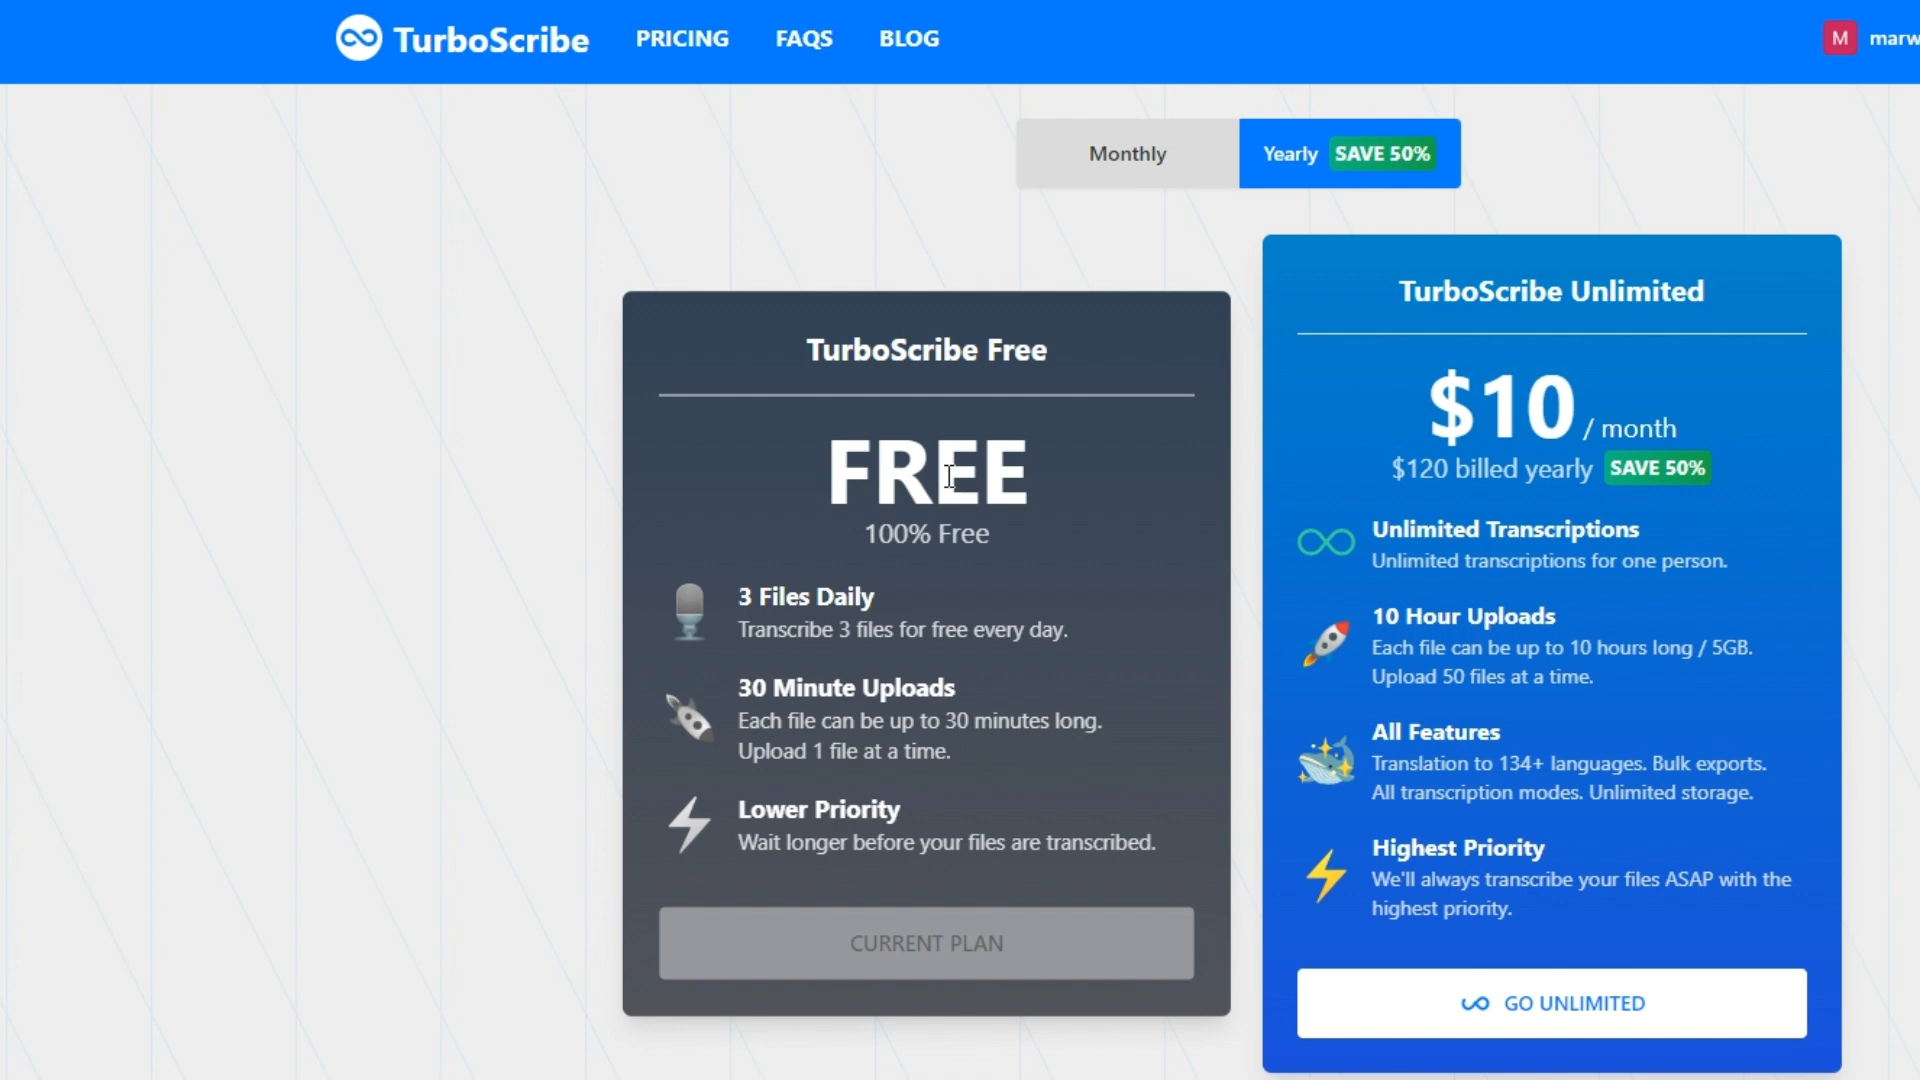 TurboScribe
PRICING
FAQS
BLOG
M
marw
Monthly
Yearly SAVE 50%
TurboScribe Free
FREE
100% Free
3 Files Daily
Transcribe 3 files for free every day.
30 Minute Uploads
Each file can be up to 30 minutes long.
Upload 1 file at a time.
Lower Priority
Wait longer before your files are transcribed.
CURRENT PLAN
TurboScribe Unlimited
$10 / month
$120 billed yearly SAVE 50%
Unlimited Transcriptions
Unlimited transcriptions for one person.
10 Hour Uploads
Each file can be up to 10 hours long / 5GB.
Upload 50 files at a time.
All Features
Translation to 134+ languages. Bulk exports.
All transcription modes. Unlimited storage.
Highest Priority
We'll always transcribe your files ASAP with the
highest priority.
GO UNLIMITED